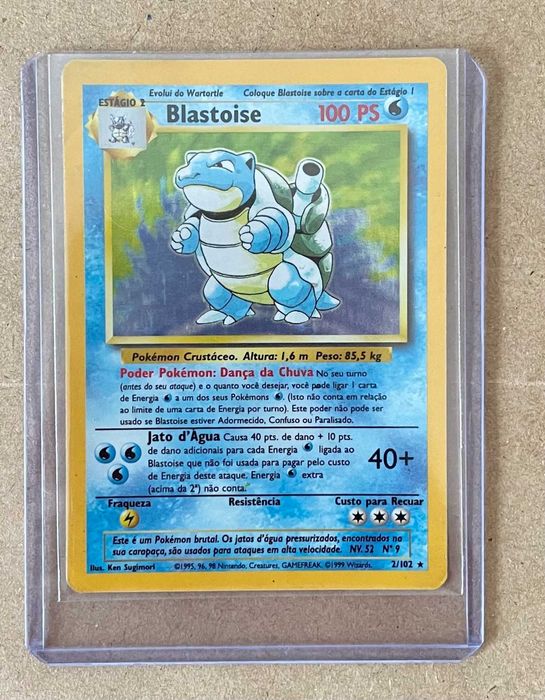 Evolui do Wartortle Coloque Blastoise sobre a carta do Estágio 1
ESTÁGIO 2
Blastoise 100 PS
Pokémon Crustáceo. Altura: 1,6 m Peso: 85,5 kg
Poder Pokémon: Dança da Chuva No seu turno
(antes do seu ataque) e o quanto você desejar, você pode ligar 1 carta
de Energia a um dos seus Pokémons . (Isto não conta em relação
ao limite de uma carta de Energia por turno). Este poder não pode ser
usado se Blastoise estiver Adormecido, Confuso ou Paralisado.
Jato d'Água Causa 40 pts. de dano + 10 pts.
de dano adicionais para cada Energia ligada ao
Blastoise que não foi usada para pagar pelo custo
de Energia deste ataque. Energia extra
(acima da 2ª) não conta.
40+
Fraqueza Resistência Custo para Recuar
Este é um Pokémon brutal. Os jatos d'água pressurizados, encontrados na
sua carapaça, são usados para ataques em alta velocidade. NV. 52 Nº 9
Ilus. Ken Sugimori ©1995, 96, 98 Nintendo, Creatures, GAMEFREAK. ©1999 Wizards. 2/102 ★